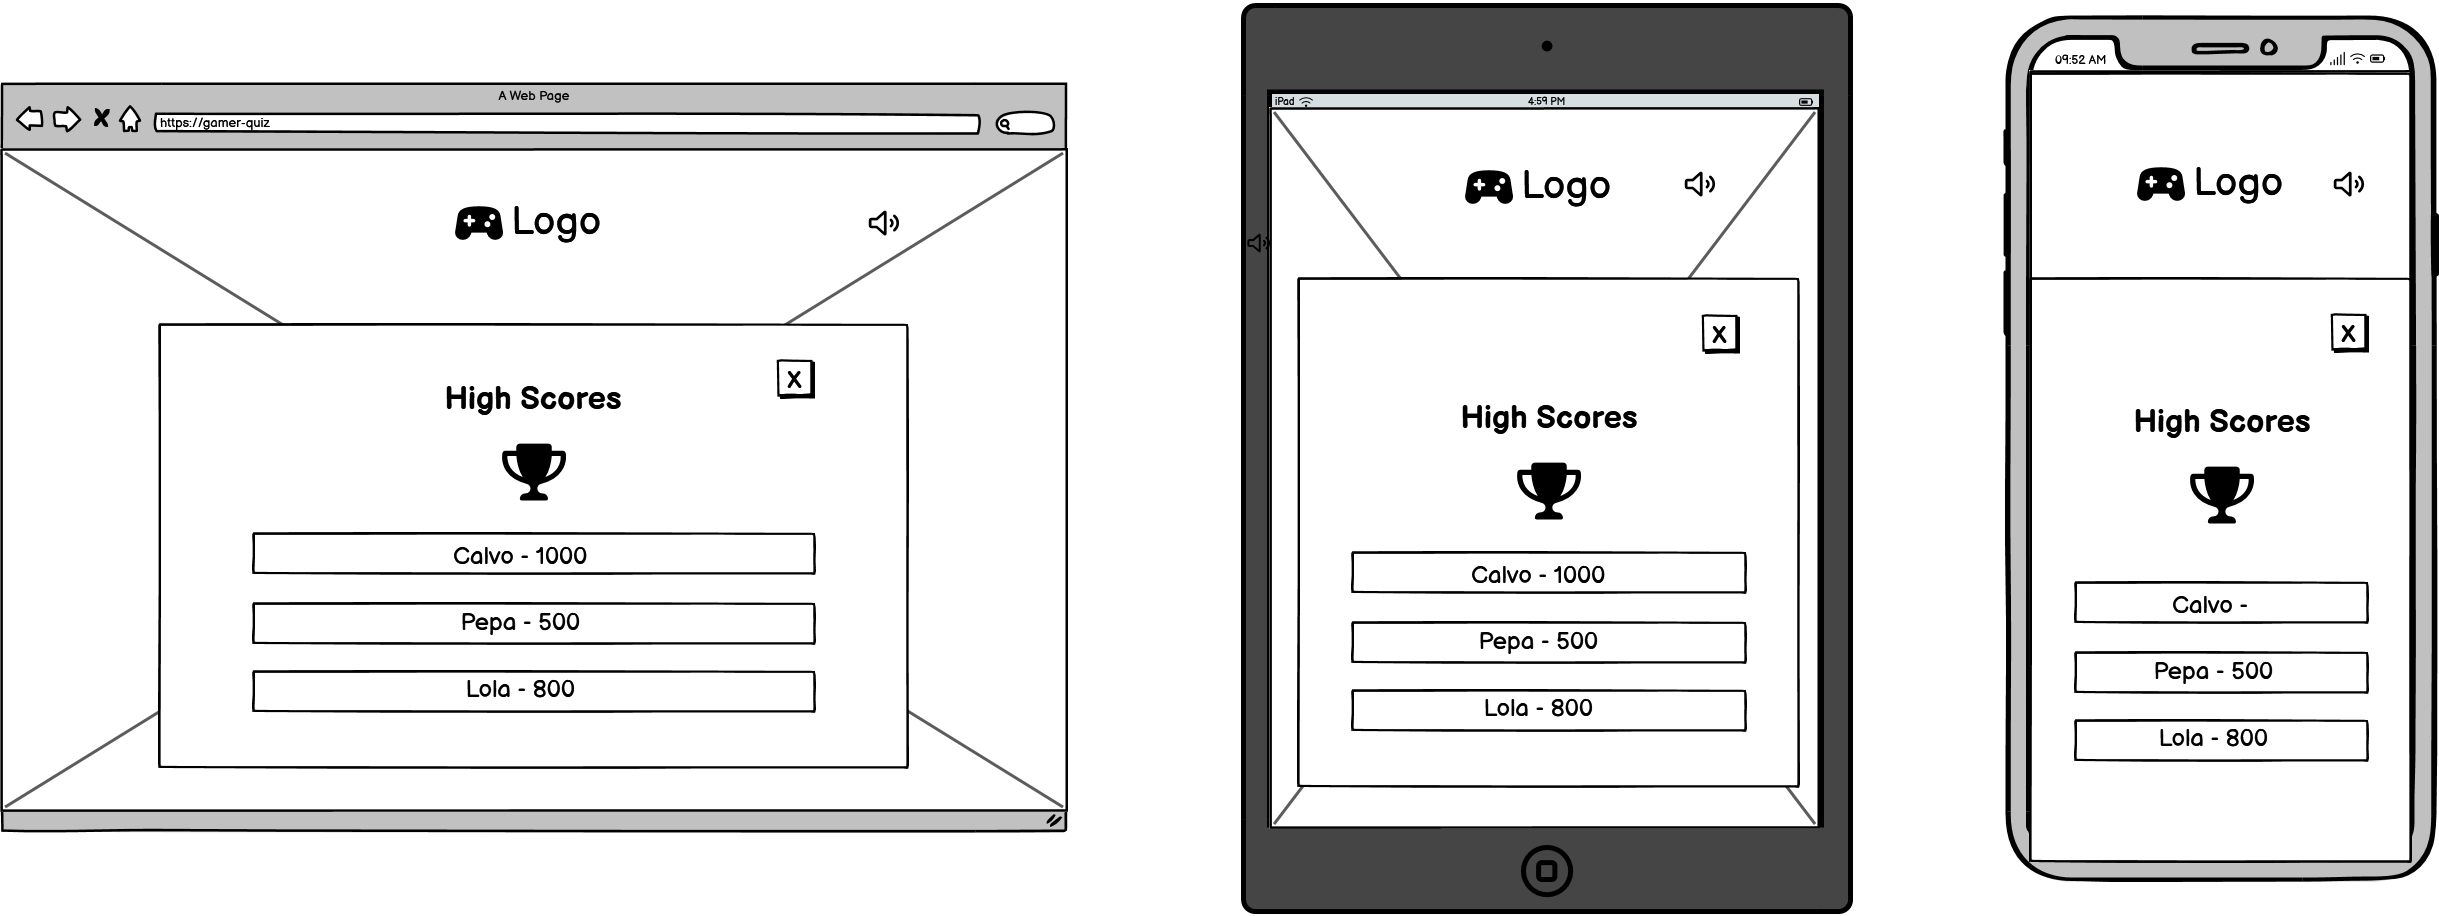 A Web Page
https://gamer-quiz
Logo
High Scores
X
Calvo - 1000
Pepa - 500
Lola - 800
iPad
4:59 PM
Logo
X
High Scores
Calvo - 1000
Pepa - 500
Lola - 800
09:52 AM
Logo
X
High Scores
Calvo -
Pepa - 500
Lola - 800